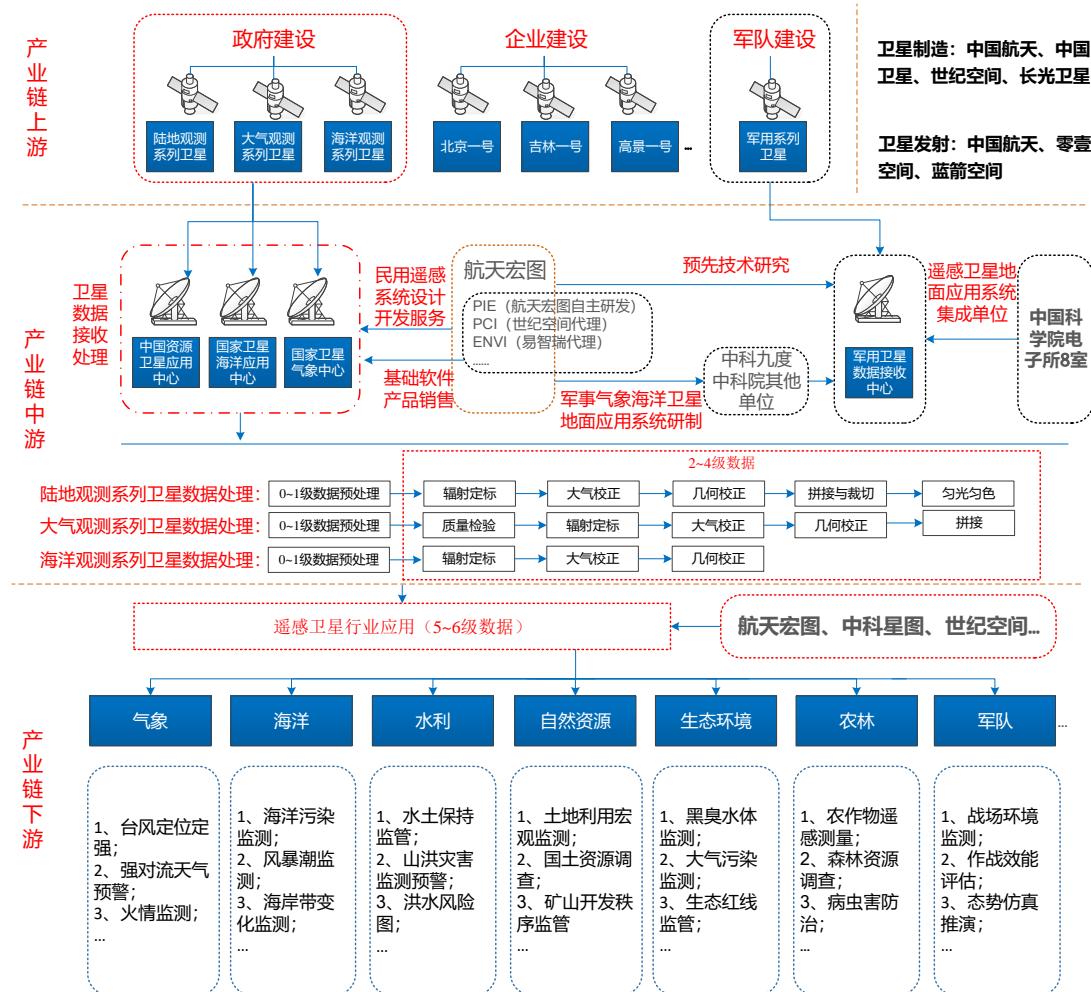 产业链上游
政府建设
陆地观测
系列卫星
大气观测
系列卫星
海洋观测
系列卫星
企业建设
北京一号
吉林一号
高景一号
...
军队建设
军用系列
卫星
卫星制造：中国航天、中国
卫星、世纪空间、长光卫星
卫星发射：中国航天、零壹
空间、蓝箭空间
产业链中游
卫星
数据
接收
处理
中国资源
卫星应用
中心
国家卫星
海洋应用
中心
国家卫星
气象中心
民用遥感
系统设计
开发服务
基础软件
产品销售
航天宏图
PIE（航天宏图自主研发）
PCI（世纪空间代理）
ENVI（易智瑞代理）
......
预先技术研究
军事气象海洋卫星
地面应用系统研制
中科九度
中科院其他
单位
军用卫星
数据接收
中心
遥感卫星地
面应用系统
集成单位
中国科
学院电
子所8室
2~4级数据
陆地观测系列卫星数据处理：
0~1级数据预处理
辐射定标
大气校正
几何校正
拼接与裁切
匀光匀色
大气观测系列卫星数据处理：
0~1级数据预处理
质量检验
辐射定标
大气校正
几何校正
拼接
海洋观测系列卫星数据处理：
0~1级数据预处理
辐射定标
大气校正
几何校正
产业链下游
遥感卫星行业应用（5~6级数据）
航天宏图、中科星图、世纪空间...
气象
海洋
水利
自然资源
生态环境
农林
军队
...
1、台风定位定
强；
2、强对流天气
预警；
3、火情监测；
...
1、海洋污染
监测；
2、风暴潮监
测；
3、海岸带变
化监测；
...
1、水土保持
监管；
2、山洪灾害
监测预警；
3、洪水风险
图；
...
1、土地利用宏
观监测；
2、国土资源调
查；
3、矿山开发秩
序监管
...
1、黑臭水体
监测；
2、大气污染
监测；
3、生态红线
监管；
...
1、农作物遥
感测量；
2、森林资源
调查；
3、病虫害防
治；
...
1、战场环境
监测；
2、作战效能
评估；
3、态势仿真
推演；
...